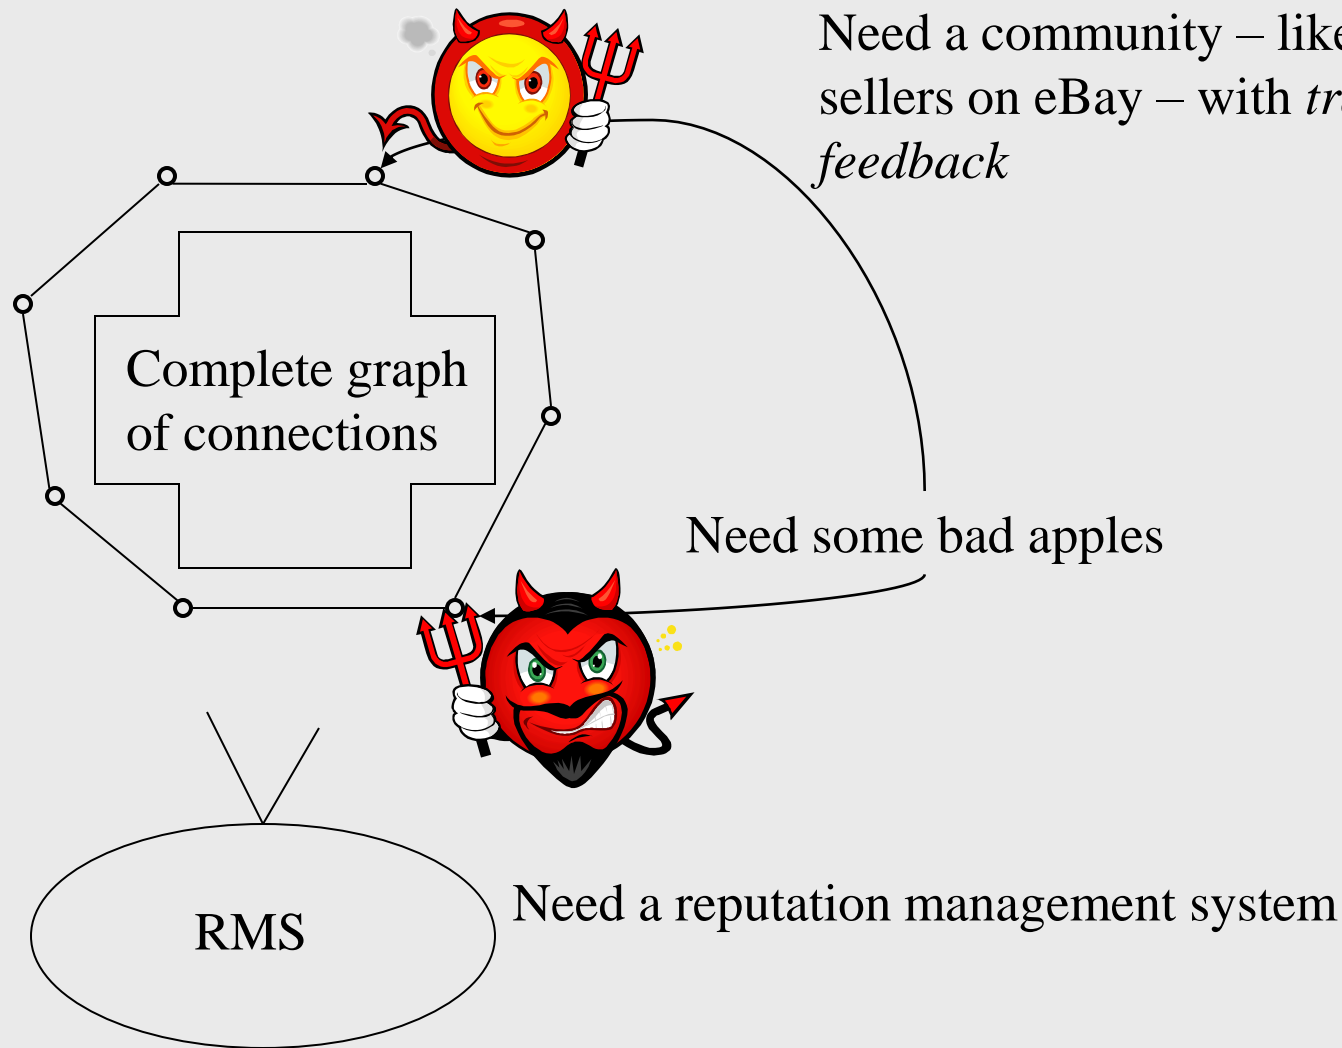 Need a community – like
sellers on eBay – with
feedback
Complete graph
of connections
Need some bad apples
RMS
Need a reputation management system